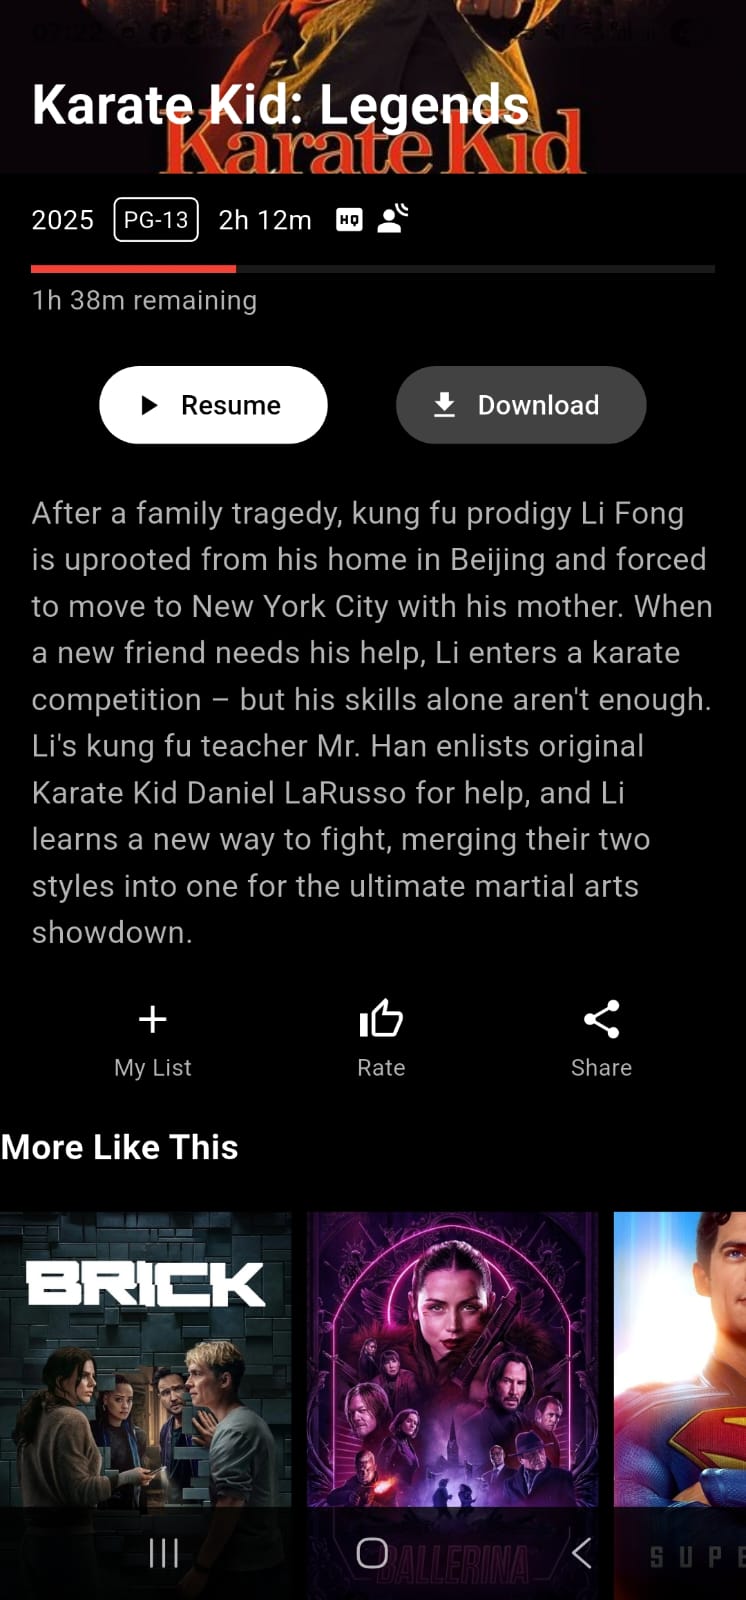 07:22
Karate Kid: Legends
Karate Kid
2025 PG-13 2h 12m HQ
1h 38m remaining
Resume Download
After a family tragedy, kung fu prodigy Li Fong
is uprooted from his home in Beijing and forced
to move to New York City with his mother. When
a new friend needs his help, Li enters a karate
competition – but his skills alone aren't enough.
Li's kung fu teacher Mr. Han enlists original
Karate Kid Daniel LaRusso for help, and Li
learns a new way to fight, merging their two
styles into one for the ultimate martial arts
showdown.
My List Rate Share
More Like This
BRICK
BALLERINA
SUPE